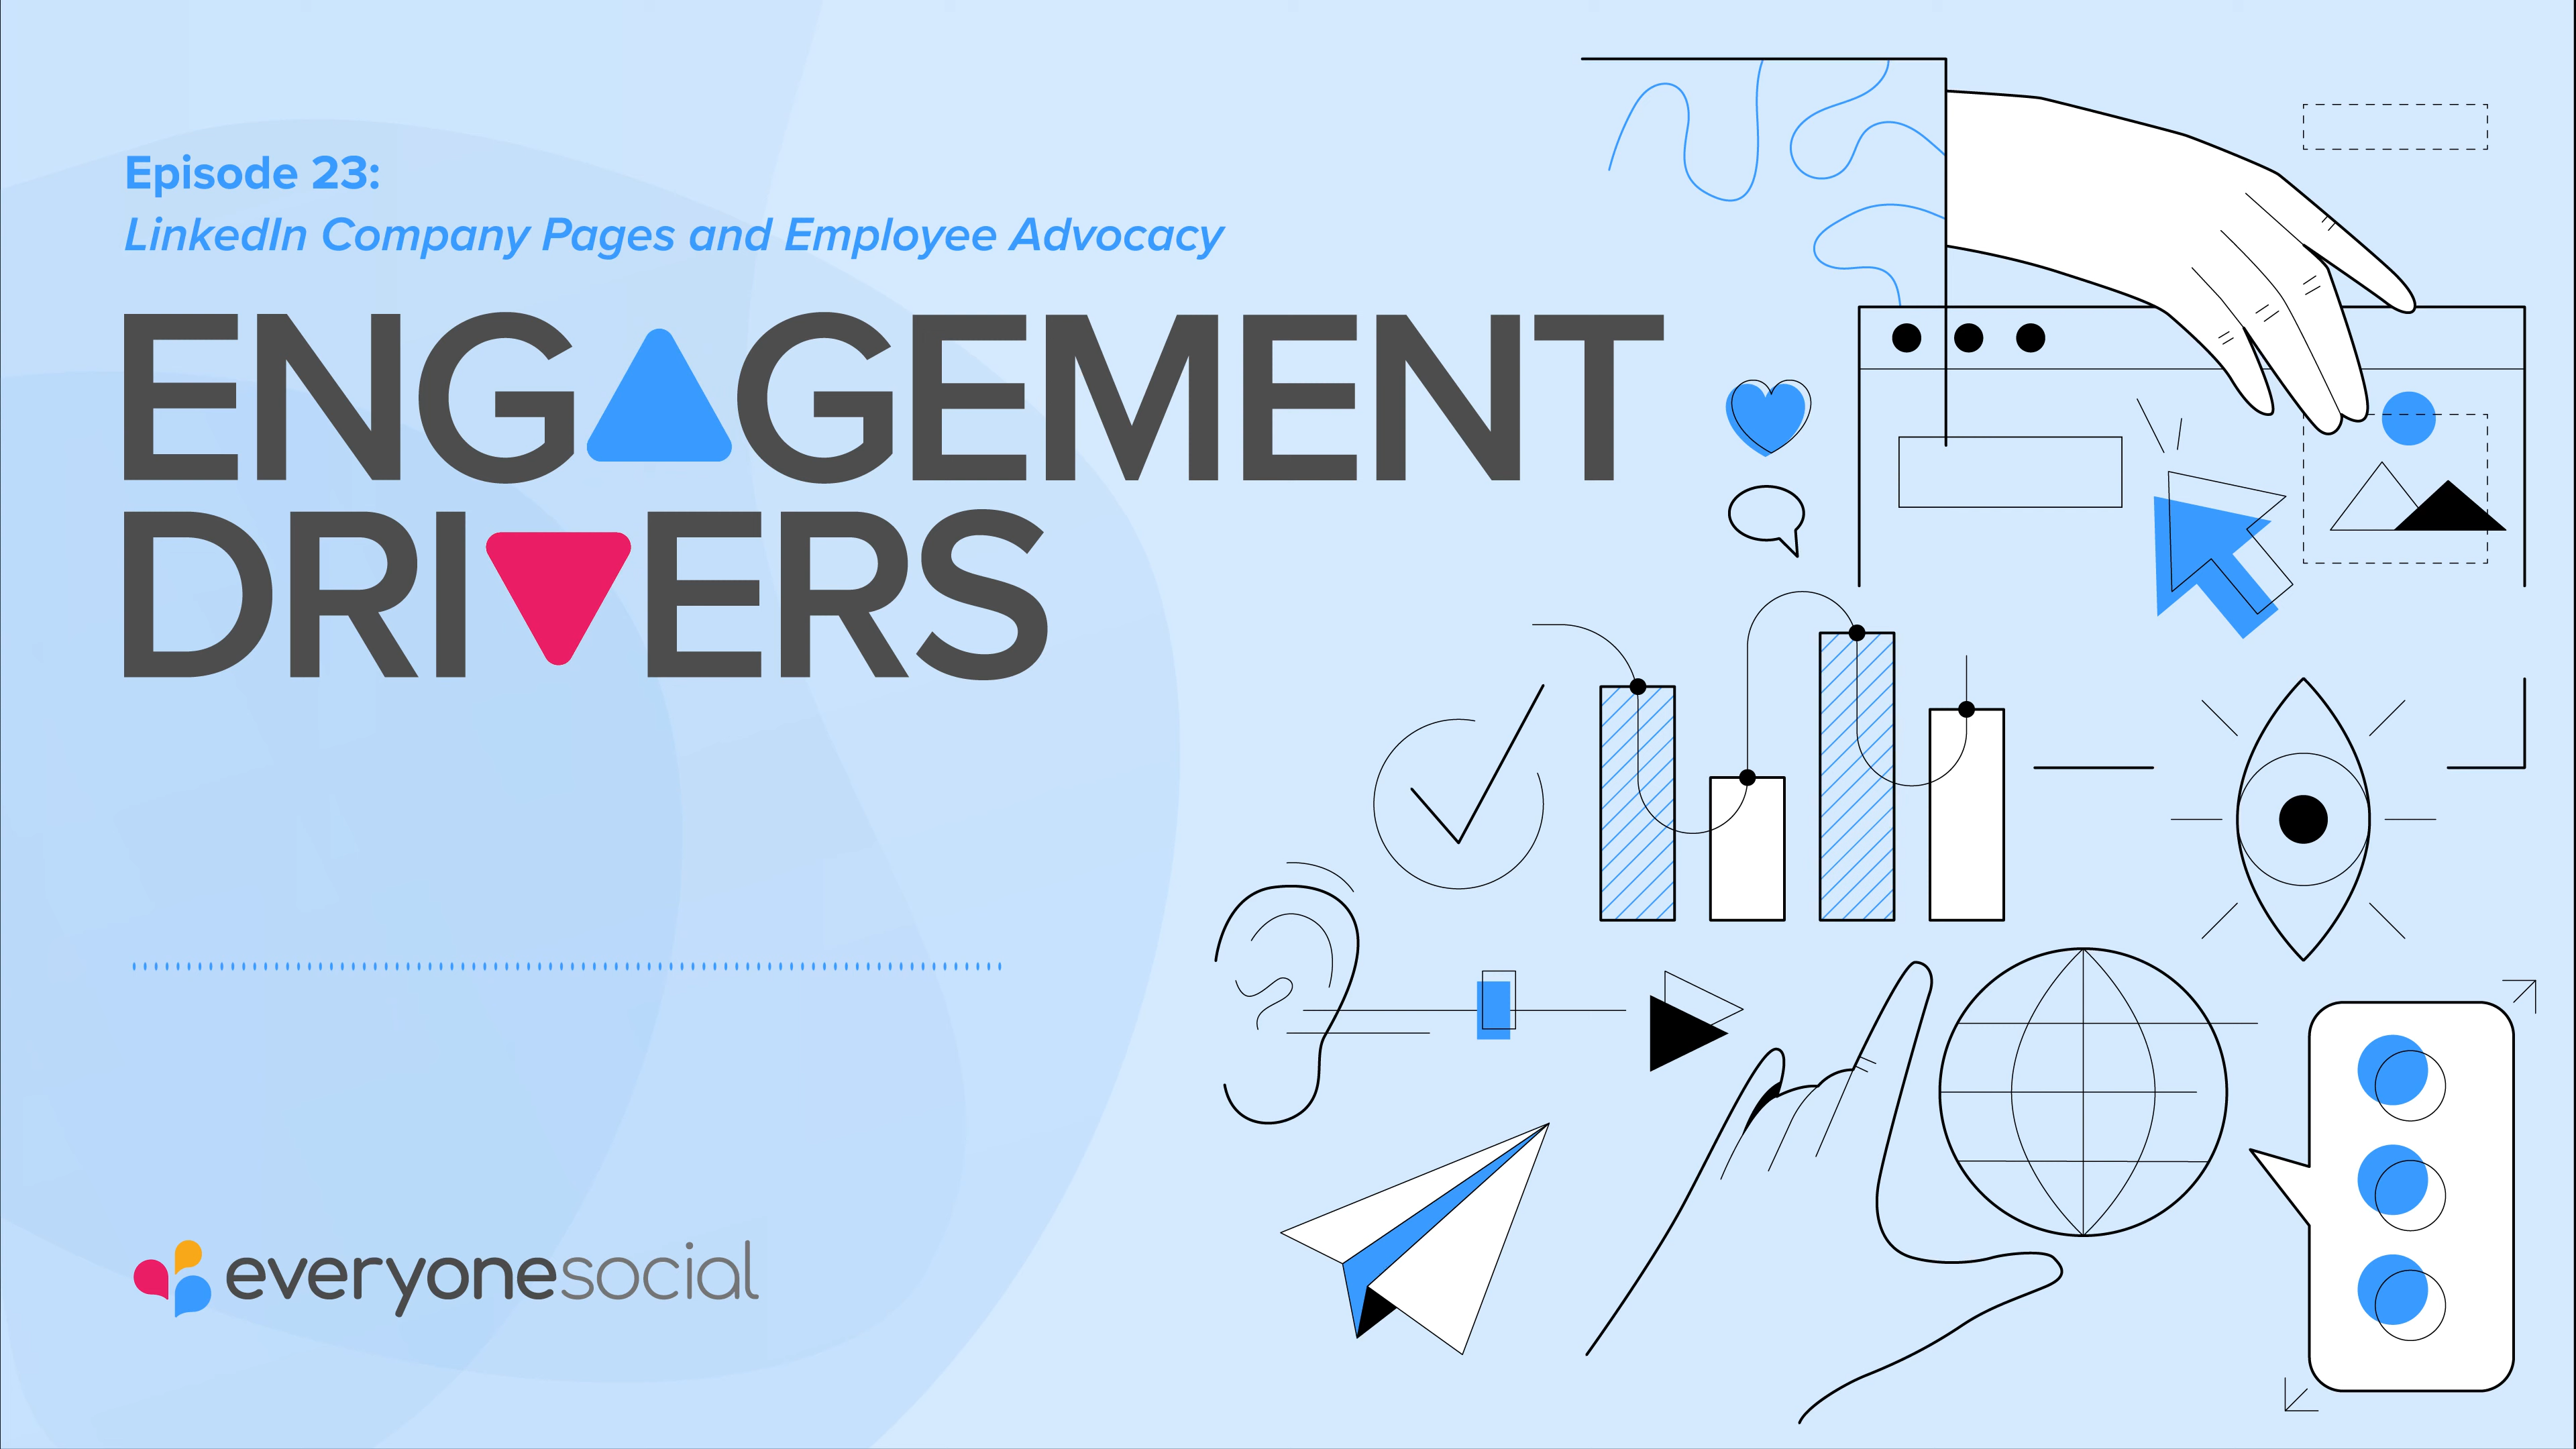 Episode 23:
LinkedIn Company Pages and Employee Advocacy
ENGAGEMENT
DRIVERS
everyonesocial